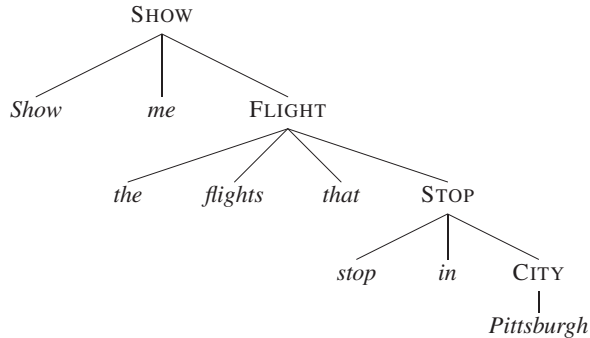 SHOW
Show me FLIGHT
the flights that STOP
stop in CITY
Pittsburgh